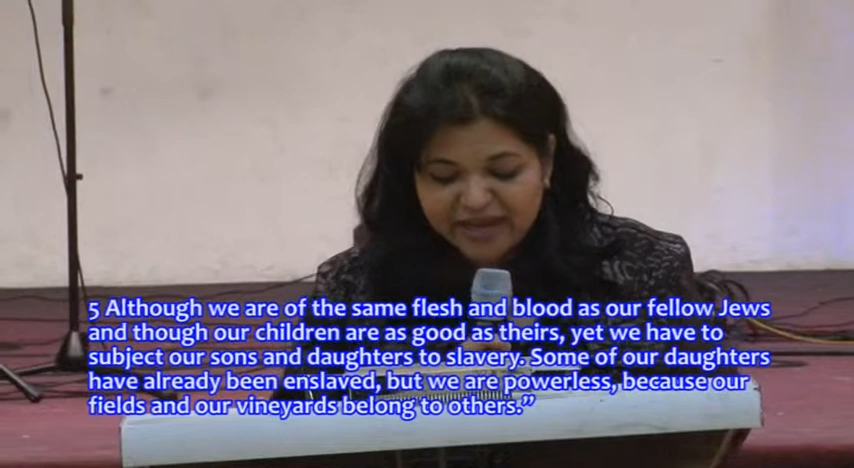 5 Although we are of the same flesh and blood as our fellow Jews
and though our children are as good as theirs, yet we have to
subject our sons and daughters to slavery. Some of our daughters
have already been enslaved, but we are powerless, because our
fields and our vineyards belong to others.”